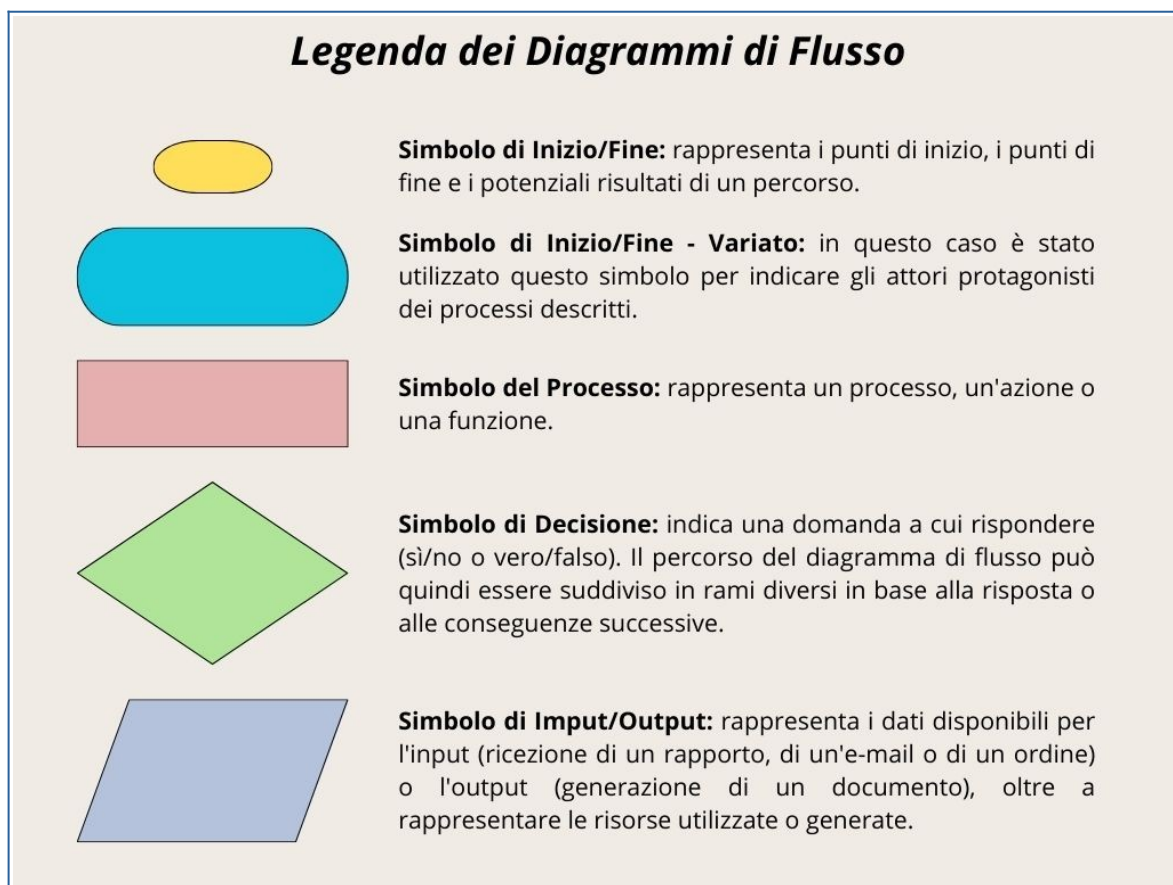 Legenda dei Diagrammi di Flusso
Simbolo di Inizio/Fine: rappresenta i punti di inizio, i punti di
fine e i potenziali risultati di un percorso.
Simbolo di Inizio/Fine - Variato: in questo caso è stato
utilizzato questo simbolo per indicare gli attori protagonisti
dei processi descritti.
Simbolo del Processo: rappresenta un processo, un'azione o
una funzione.
Simbolo di Decisione: indica una domanda a cui rispondere
(sì/no o vero/falso). Il percorso del diagramma di flusso può
quindi essere suddiviso in rami diversi in base alla risposta o
alle conseguenze successive.
Simbolo di Imput/Output: rappresenta i dati disponibili per
l'input (ricezione di un rapporto, di un'e-mail o di un ordine)
o l'output (generazione di un documento), oltre a
rappresentare le risorse utilizzate o generate.